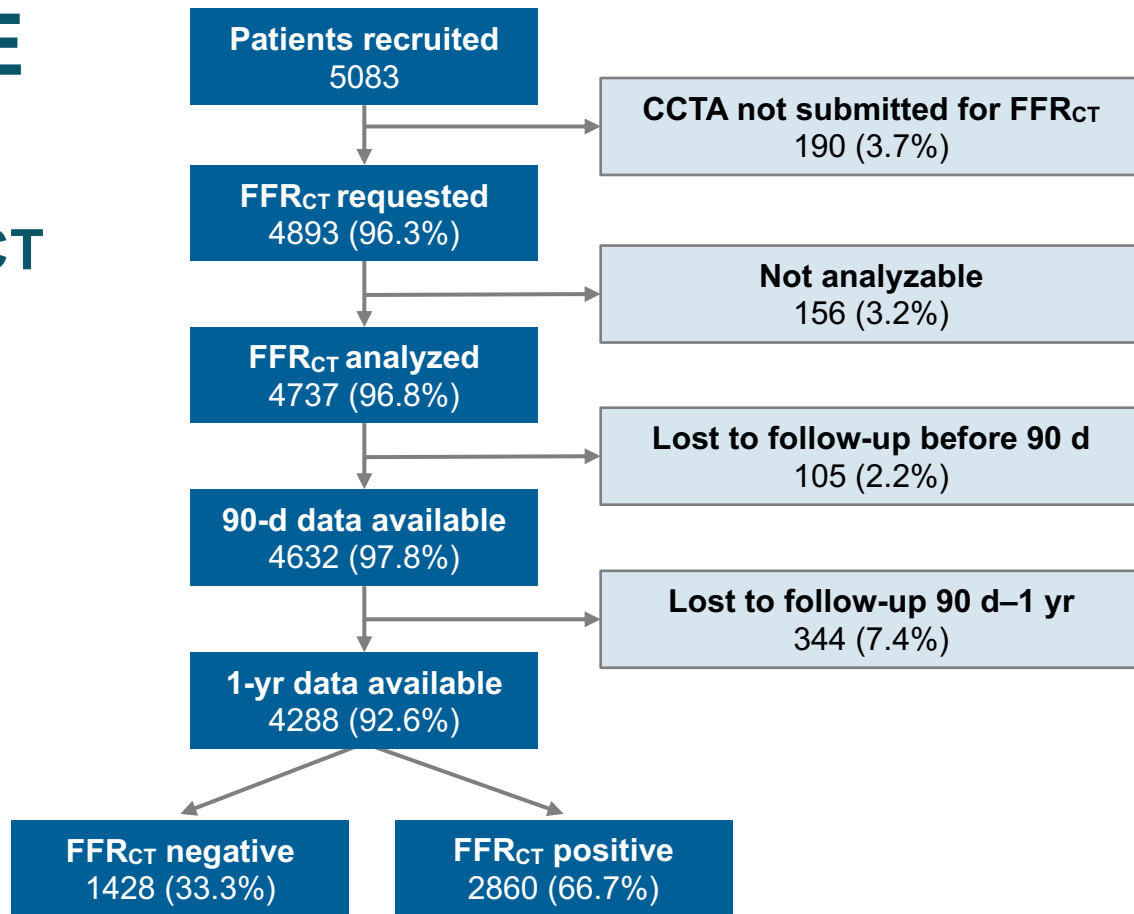 E
CT
Patients recruited
5083
CCTA not submitted for FFRCT
190 (3.7%)
FFRCT requested
4893 (96.3%)
Not analyzable
156 (3.2%)
FFRCT analyzed
4737 (96.8%)
Lost to follow-up before 90 d
105 (2.2%)
90-d data available
4632 (97.8%)
Lost to follow-up 90 d–1 yr
344 (7.4%)
1-yr data available
4288 (92.6%)
FFRCT negative
1428 (33.3%)
FFRCT positive
2860 (66.7%)